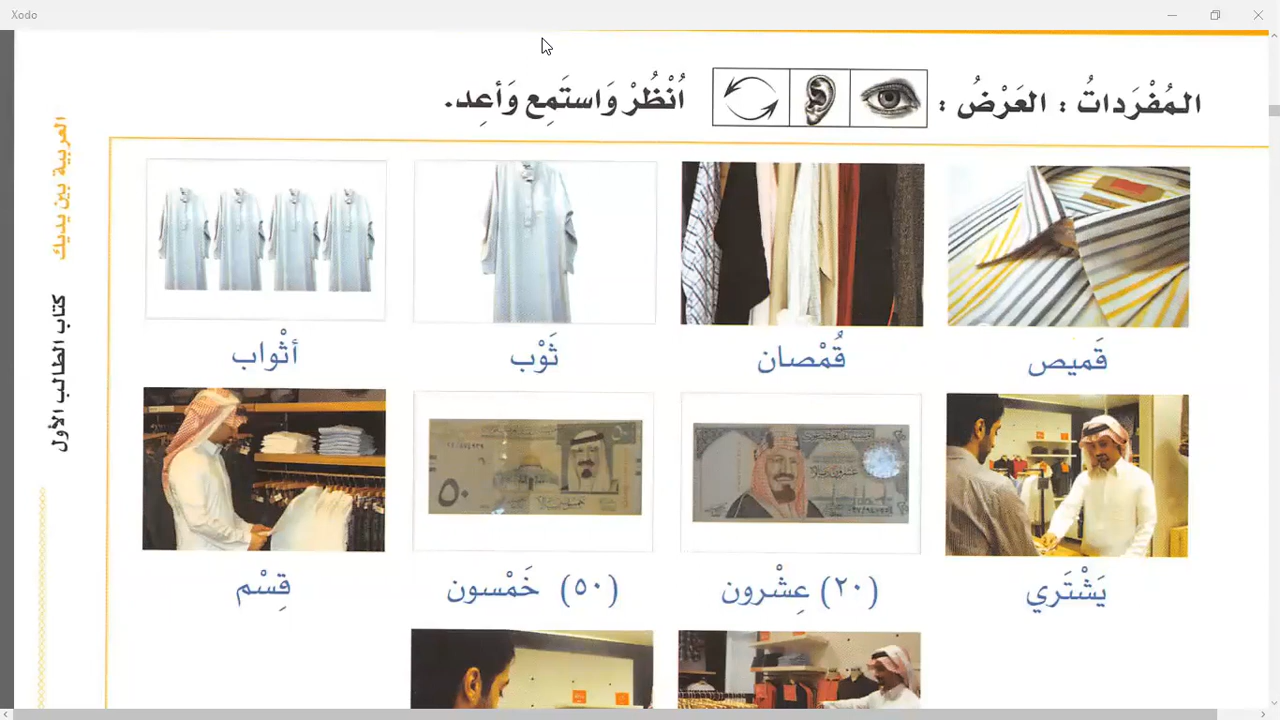 Xodo
المُفْرَداتُ : العَرْضُ : اُنْظُرْ وَاستَمِع وَأعِد.
قَميص قُمْصان ثَوْب أثْواب
يَشْتَري (٢٠) عِشْرون (٥٠) خَمْسون قِسْم
العربية بين يديك
كتاب الطالب الأول